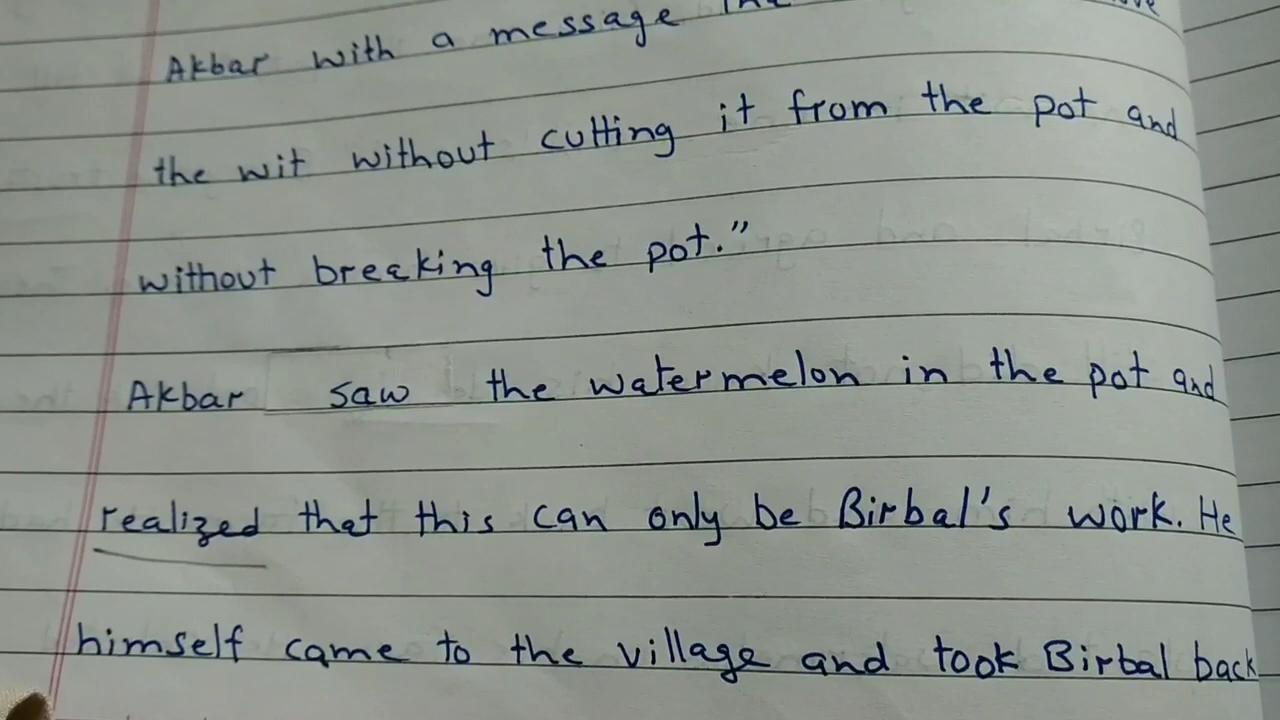 Akbar with a message
the wit without cutting it from the pot and
without breaking the pot."
Akbar saw the watermelon in the pot and
realized that this can only be Birbal's work. He
himself came to the village and took Birbal back